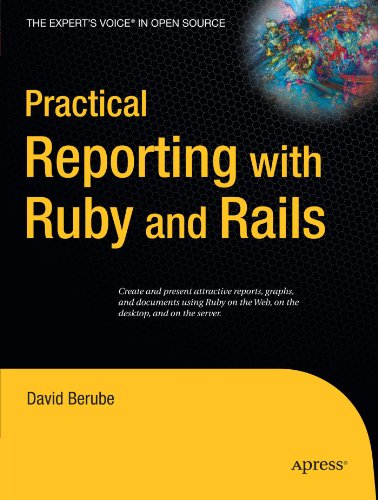 THE EXPERT'S VOICE® IN OPEN SOURCE
Practical
Reporting with
Ruby and Rails
Create and present attractive reports, graphs,
and documents using Ruby on the Web, on the
desktop, and on the server.
David Berube
Apress®